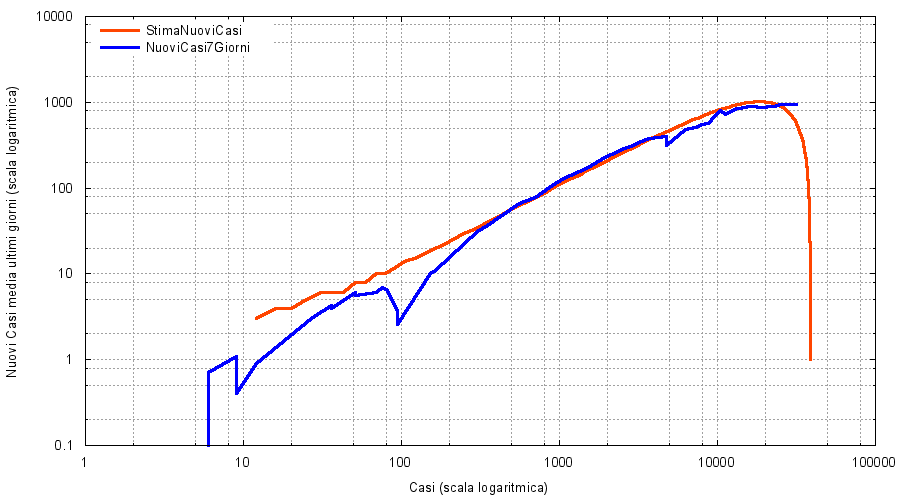 10000
1000
100
10
1
0.1
Nuovi Casi media ultimi giorni (scala logaritmica)
StimaNuoviCasi
NuoviCasi7Giorni
1 10 100 1000 10000 100000
Casi (scala logaritmica)